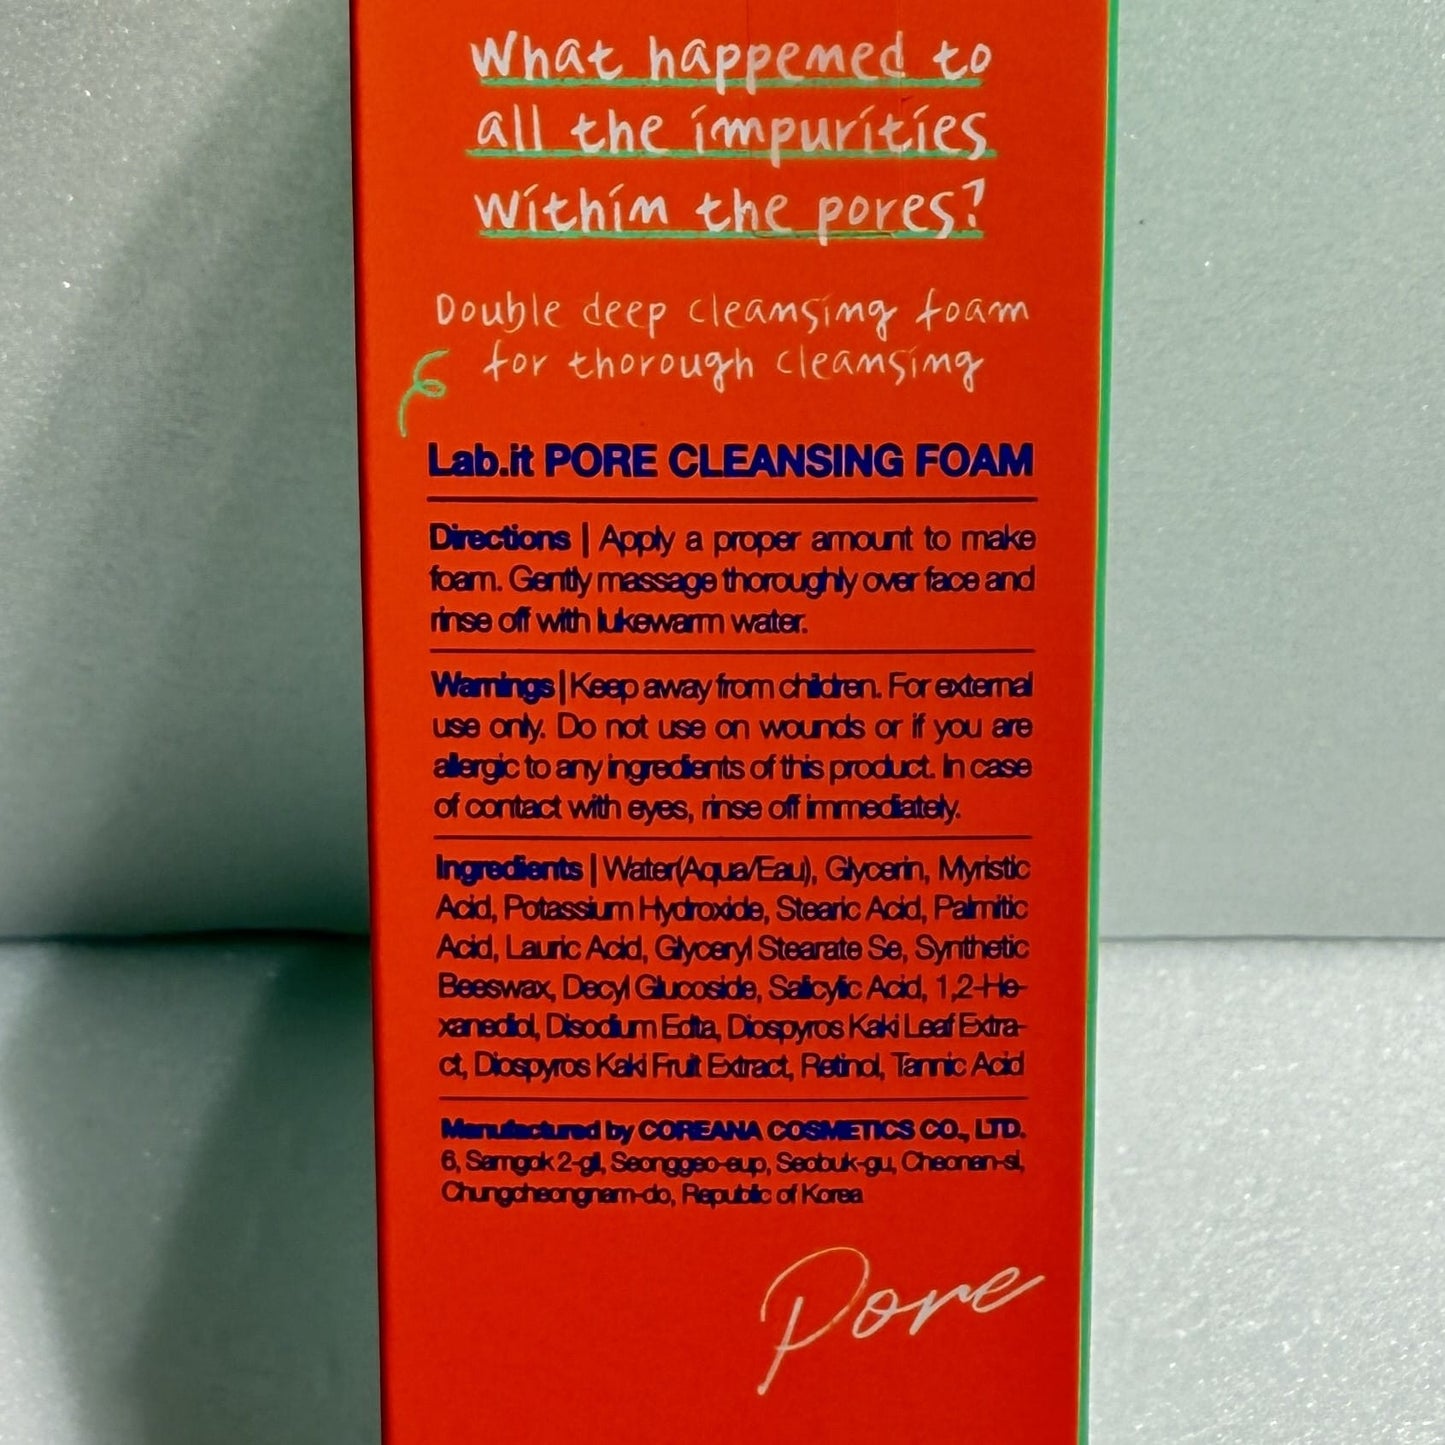 What happened to
all the impurities
within the pores?
Double deep cleansing foam
for thorough cleansing
Lab.it PORE CLEANSING FOAM
Directions | Apply a proper amount to make
foam. Gently massage thoroughly over face and
rinse off with lukewarm water.
Warnings | Keep away from children. For external
use only. Do not use on wounds or if you are
allergic to any ingredients of this product. In case
of contact with eyes, rinse off immediately.
Ingredients | Water(Aqua/Eau), Glycerin, Myristic
Acid, Potassium Hydroxide, Stearic Acid, Palmitic
Acid, Lauric Acid, Glyceryl Stearate Se, Synthetic
Beeswax, Decyl Glucoside, Salicylic Acid, 1,2-He-
xanediol, Disodium Edta, Diospyros Kaki Leaf Extra-
ct, Diospyros Kaki Fruit Extract, Retinol, Tannic Acid
Manufactured by COREANA COSMETICS CO., LTD.
6, Samgok 2-gil, Seonggeo-eup, Seobuk-gu, Cheonan-si,
Chungcheongnam-do, Republic of Korea
Pore